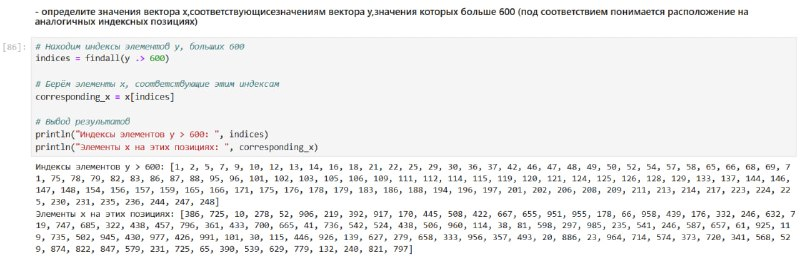 - определите значения вектора x,соответствующисезначениям вектора y,значения которых больше 600 (под соответствием понимается расположение на
аналогичных индексных позициях)
[86]:
# Находим индексы элементов y, больших 600
indices = findall(y .> 600)
# Берём элементы x, соответствующие этим индексам
corresponding_x = x[indices]
# Вывод результатов
println("Индексы элементов y > 600: ", indices)
println("Элементы x на этих позициях: ", corresponding_x)
Индексы элементов y > 600: [1, 2, 5, 7, 9, 10, 12, 13, 14, 16, 18, 21, 22, 25, 29, 30, 36, 37, 42, 46, 47, 48, 49, 50, 52, 54, 57, 58, 65, 66, 68, 69, 7
1, 75, 78, 79, 82, 83, 86, 87, 88, 95, 96, 101, 102, 103, 105, 106, 109, 111, 112, 114, 115, 119, 120, 121, 124, 125, 126, 128, 129, 133, 137, 144, 146,
147, 148, 154, 156, 157, 159, 165, 166, 171, 175, 176, 178, 179, 183, 186, 188, 194, 196, 197, 201, 202, 206, 208, 209, 211, 213, 214, 217, 223, 224, 22
5, 230, 231, 235, 236, 244, 247, 248]
Элементы x на этих позициях: [386, 725, 10, 278, 52, 906, 219, 392, 917, 170, 445, 508, 422, 667, 655, 951, 955, 178, 66, 958, 439, 176, 332, 246, 632, 7
19, 747, 685, 322, 438, 457, 796, 361, 433, 700, 665, 41, 736, 542, 524, 438, 506, 960, 114, 38, 81, 598, 297, 985, 235, 541, 246, 587, 657, 61, 925, 11
9, 735, 502, 945, 430, 977, 426, 991, 101, 30, 115, 446, 926, 139, 627, 279, 658, 333, 956, 357, 493, 20, 886, 23, 964, 714, 574, 373, 720, 341, 568, 52
9, 874, 822, 847, 579, 231, 725, 65, 390, 539, 629, 779, 132, 240, 821, 797]